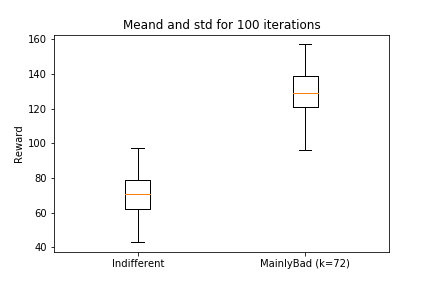 Meand and std for 100 iterations
160
140
120
100
80
60
40
Reward
Indifferent
MainlyBad (k=72)